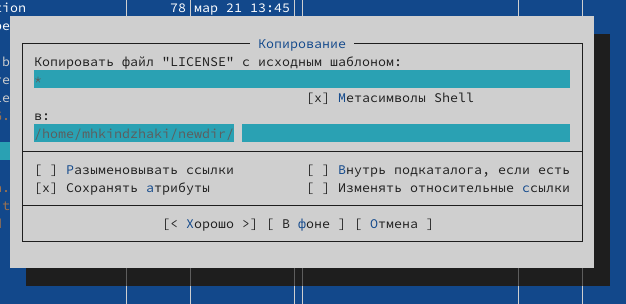 ion 78 мар 21 13:45
Копирование
Копировать файл "LICENSE" с исходным шаблоном:
*
[x] Метасимволы Shell
в:
/home/mhkindzhaki/newdir/
[ ] Разыменовывать ссылки [ ] Внутрь подкаталога, если есть
[x] Сохранять атрибуты [ ] Изменять относительные ссылки
[< Хорошо >] [ В фоне ] [ Отмена ]